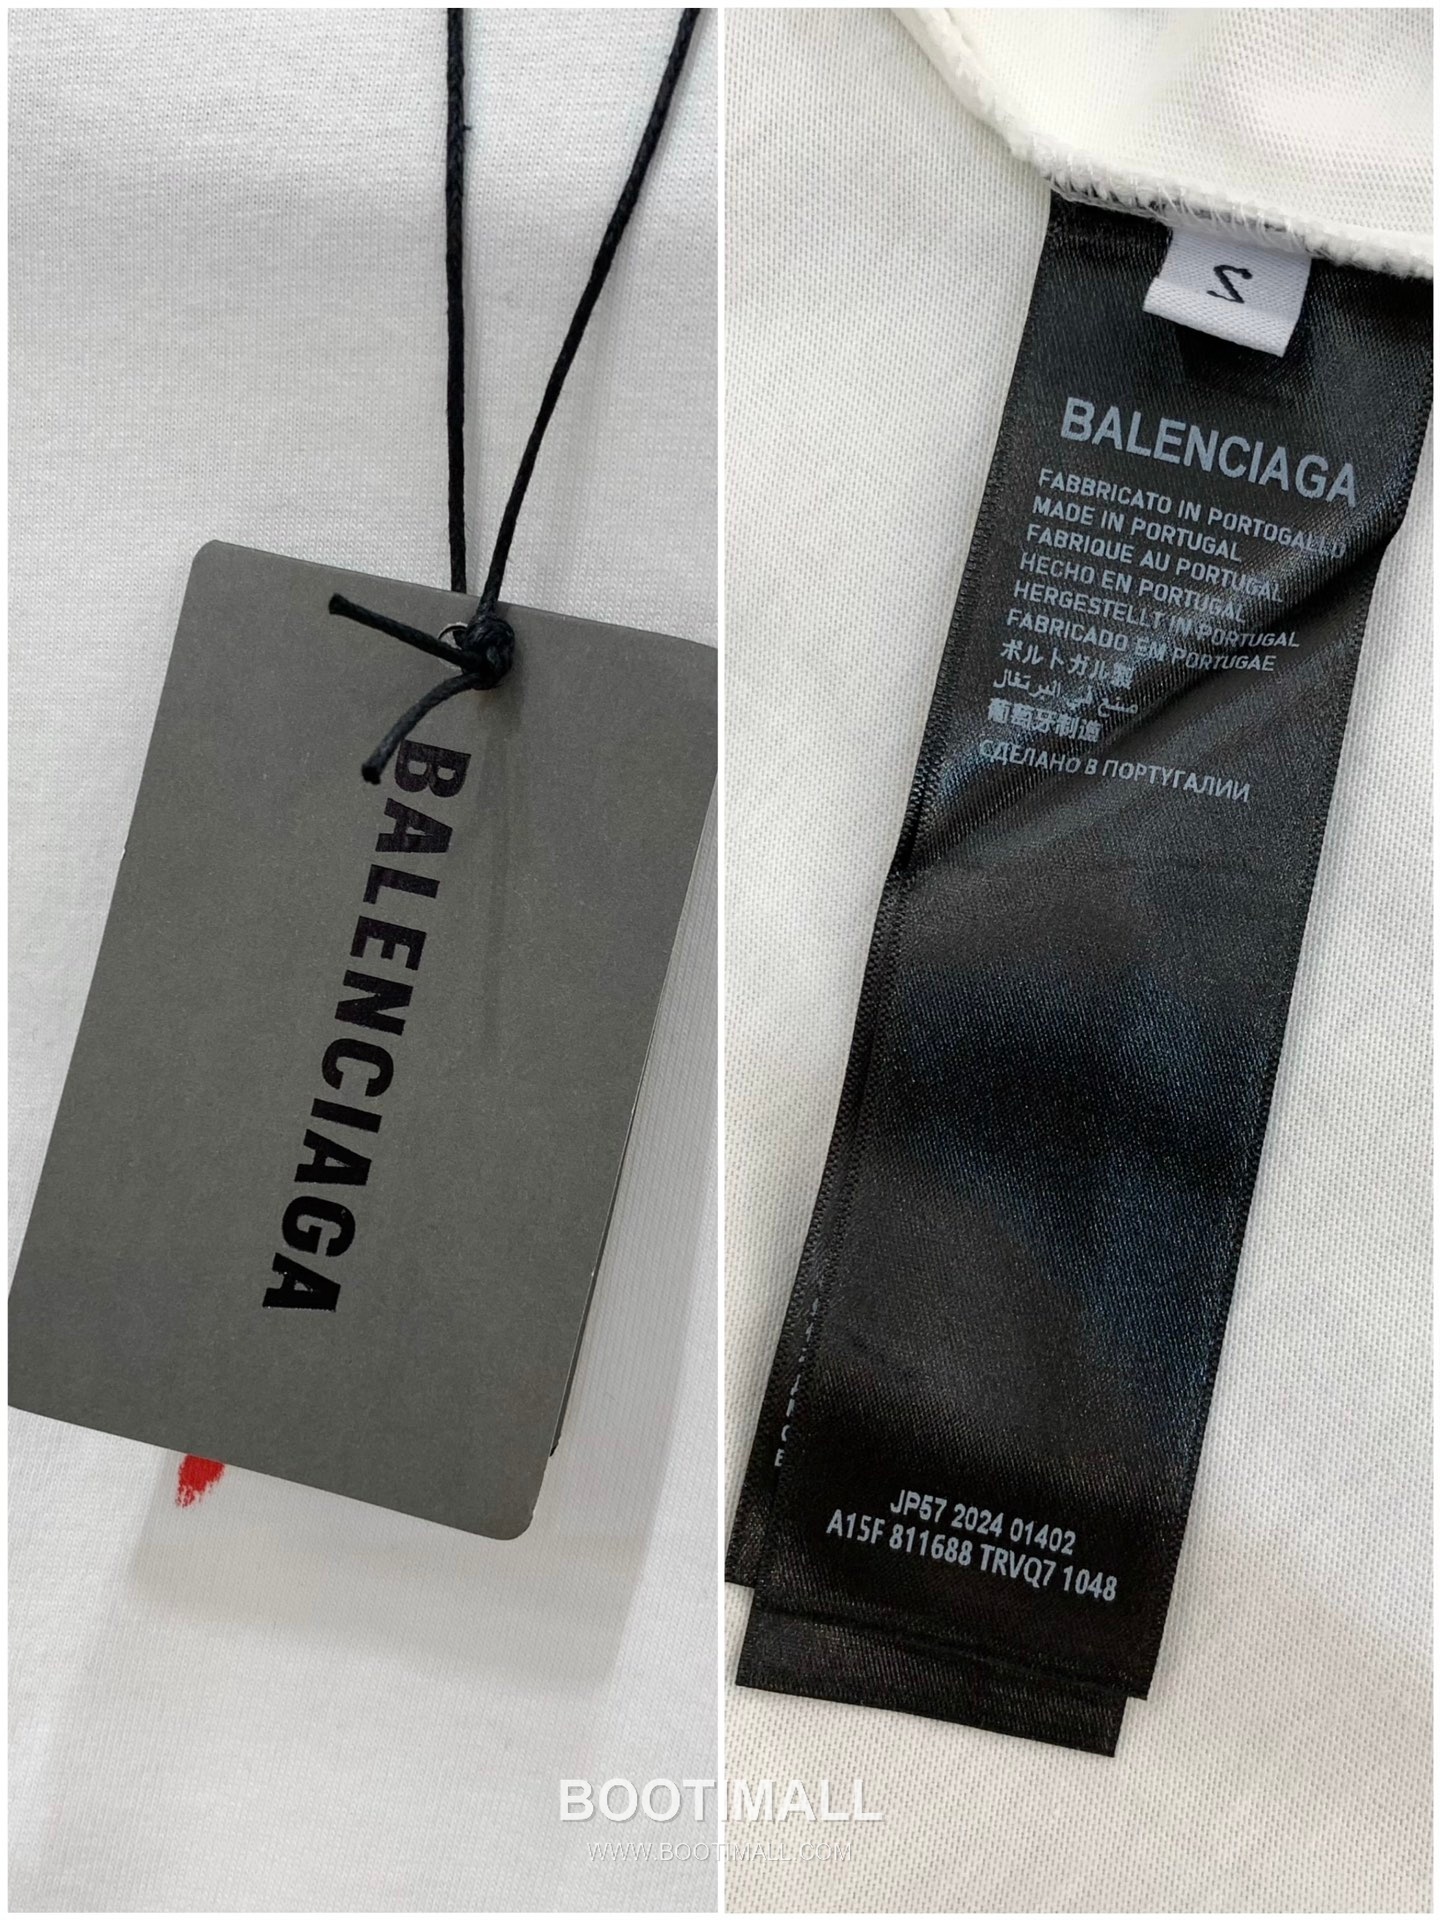 BALENCIAGA
S
BALENCIAGA
FABBRICATO IN PORTOGALLO
MADE IN PORTUGAL
FABRIQUE AU PORTUGAL
HECHO EN PORTUGAL
HERGESTELLT IN PORTUGAL
FABRICADO EM PORTUGAE
ポルトガル製
صنع في البرتغال
葡萄牙制造
СДЕЛАНО В ПОРТУГАЛИИ
JP57 2024 01402
A15F 811688 TRVQ7 1048
BOOTIMALL
WWW.BOOTIMALL.COM